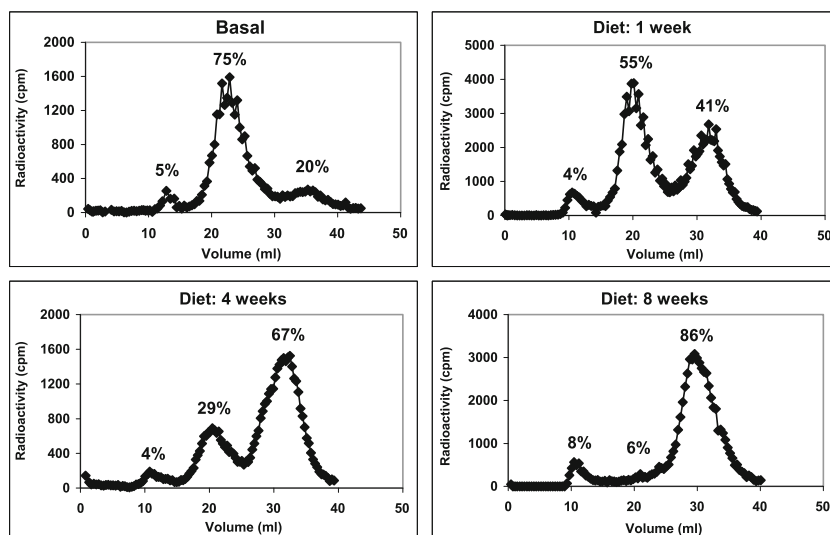 Basal
2000
1600
1200
800
400
0
Radioactivity (cpm)
5%
75%
20%
0 10 20 30 40 50
Volume (ml)
Diet: 1 week
5000
4000
3000
2000
1000
0
Radioactivity (cpm)
4%
55%
41%
0 10 20 30 40 50
Volume (ml)
Diet: 4 weeks
2000
1600
1200
800
400
0
Radioactivity (cpm)
4%
29%
67%
0 10 20 30 40 50
Volume (ml)
Diet: 8 weeks
4000
3000
2000
1000
0
Radioactivity (cpm)
8%
6%
86%
0 10 20 30 40 50
Volume (ml)